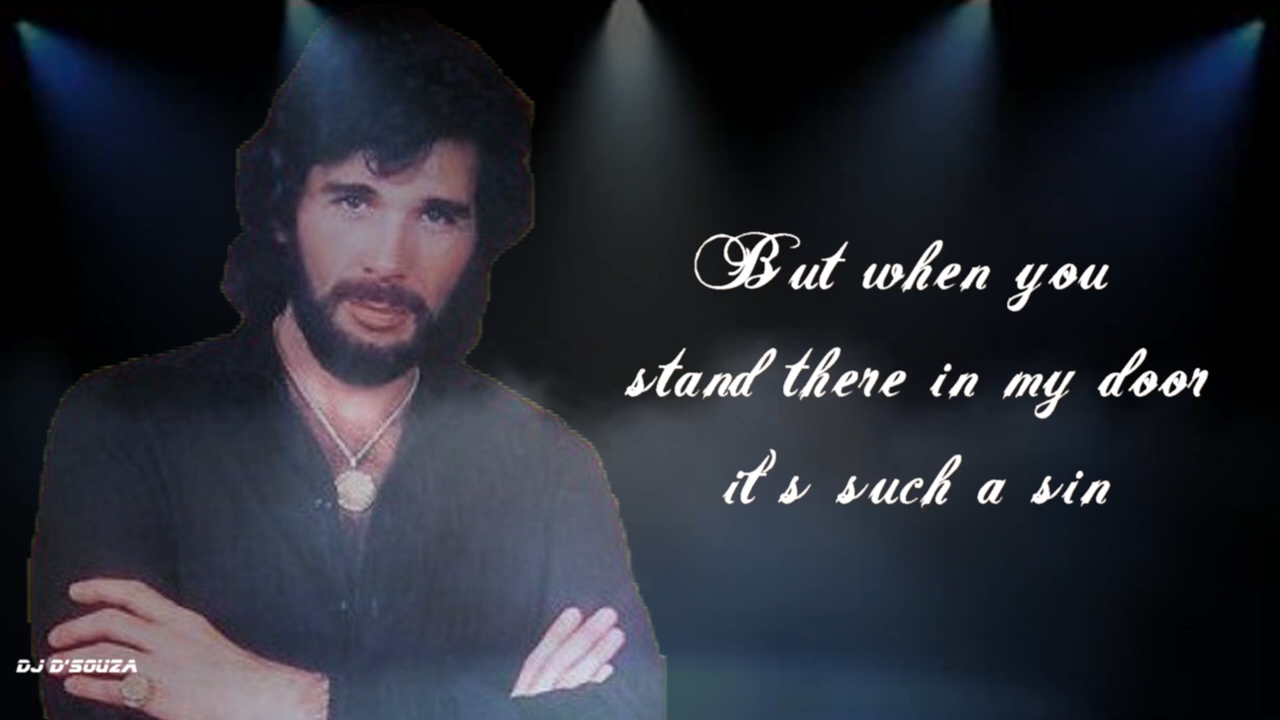 But when you
stand there in my door
it's such a sin
DJ D'SOUZA